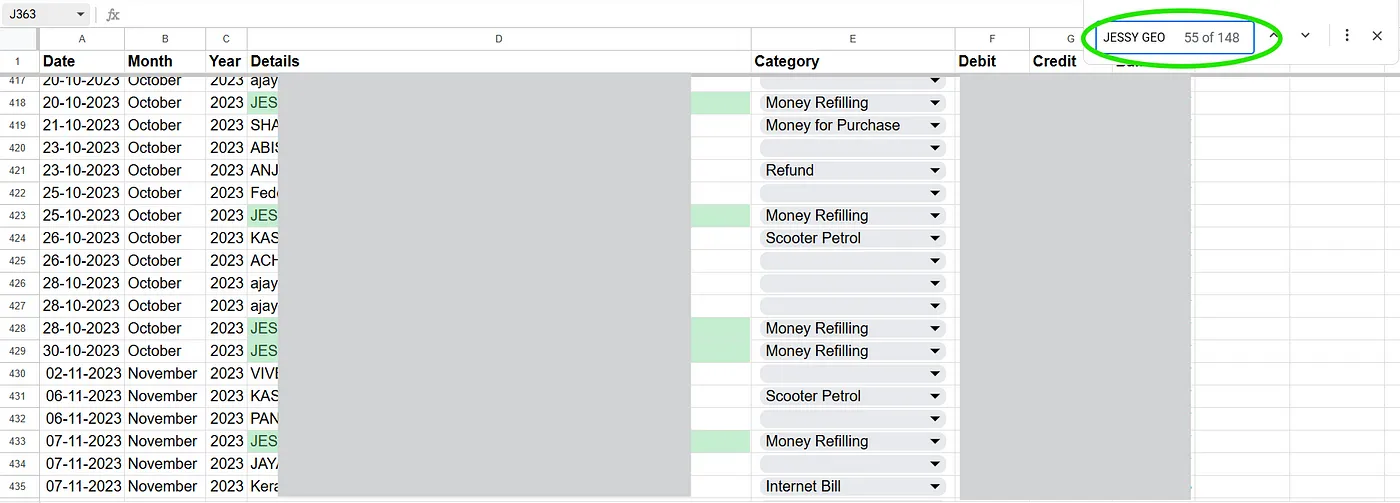 J363 fx JESSY GEO 55 of 148
A B C D E F G
1 Date Month Year Details Category Debit Credit
417 20-10-2023 October 2023 ajay
418 20-10-2023 October 2023 JES Money Refilling
419 21-10-2023 October 2023 SHA Money for Purchase
420 23-10-2023 October 2023 ABIS
421 23-10-2023 October 2023 ANJ Refund
422 25-10-2023 October 2023 Fed
423 25-10-2023 October 2023 JES Money Refilling
424 26-10-2023 October 2023 KAS Scooter Petrol
425 26-10-2023 October 2023 ACH
426 28-10-2023 October 2023 ajay
427 28-10-2023 October 2023 ajay
428 28-10-2023 October 2023 JES Money Refilling
429 30-10-2023 October 2023 JES Money Refilling
430 02-11-2023 November 2023 VIVE
431 06-11-2023 November 2023 KAS Scooter Petrol
432 06-11-2023 November 2023 PAN
433 07-11-2023 November 2023 JES Money Refilling
434 07-11-2023 November 2023 JAYA
435 07-11-2023 November 2023 Kera Internet Bill